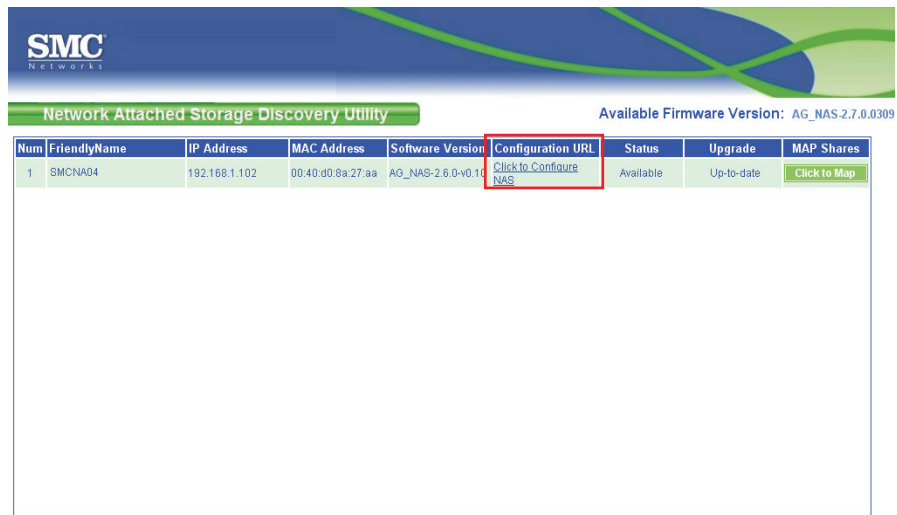 SMC
Networks
Network Attached Storage Discovery Utility
Available Firmware Version: AG_NAS-2.7.0.0309
Num FriendlyName IP Address MAC Address Software Version Configuration URL Status Upgrade MAP Shares
1 SMCNA04 192.168.1.102 00:40:d0:8a:27:aa AG_NAS-2.6.0-v0.10 Click to Configure NAS Available Up-to-date Click to Map